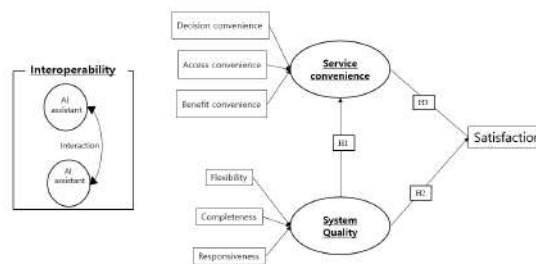 Interoperability
AI
assistant
Interaction
AI
assistant
Decision convenience
Access convenience
Benefit convenience
Service
convenience
H1
H3
Satisfaction
H2
Flexibility
Completeness
Responsiveness
System
Quality